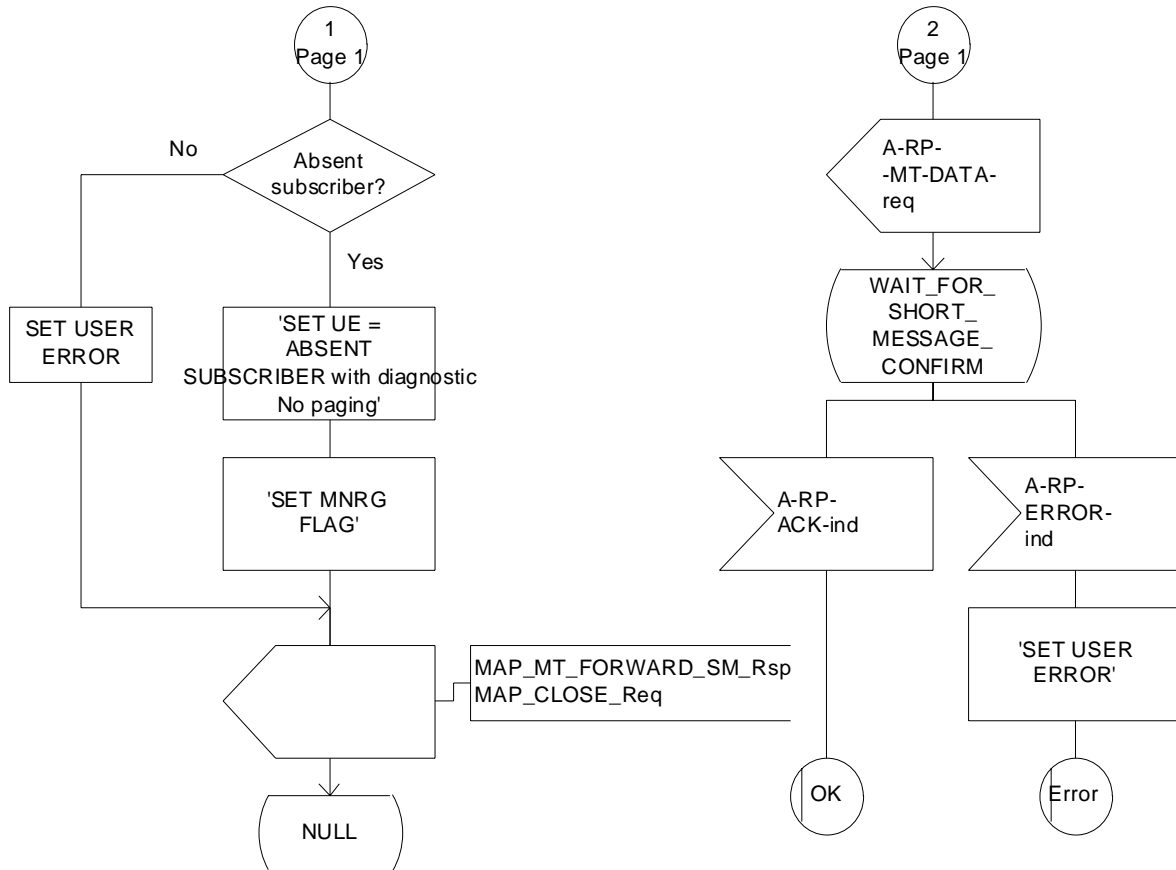 1
Page 1
No
Absent
subscriber?
Yes
SET USER
ERROR
'SET UE =
ABSENT
SUBSCRIBER with diagnostic
No paging'
'SET MNRG
FLAG'
MAP_MT_FORWARD_SM_Rsp
MAP_CLOSE_Req
NULL
2
Page 1
A-RP-
-MT-DATA-
req
WAIT_FOR_
SHORT_
MESSAGE_
CONFIRM
A-RP-
ACK-ind
A-RP-
ERROR-
ind
'SET USER
ERROR'
OK
Error